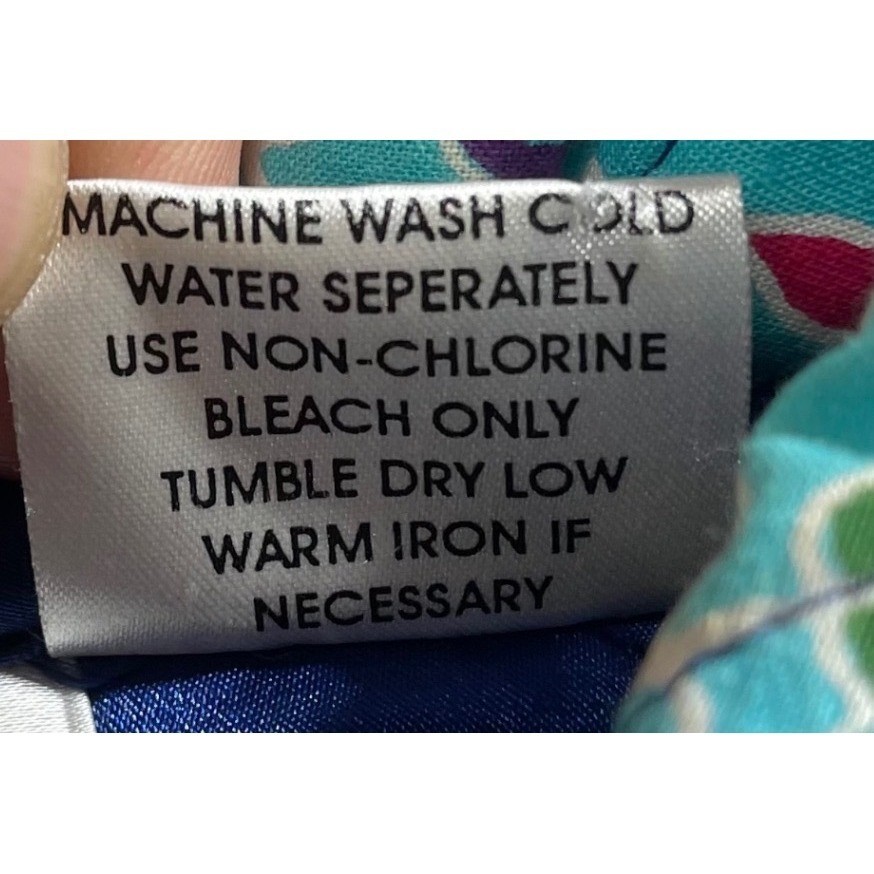 MACHINE WASH COLD
WATER SEPERATELY
USE NON-CHLORINE
BLEACH ONLY
TUMBLE DRY LOW
WARM IRON IF
NECESSARY